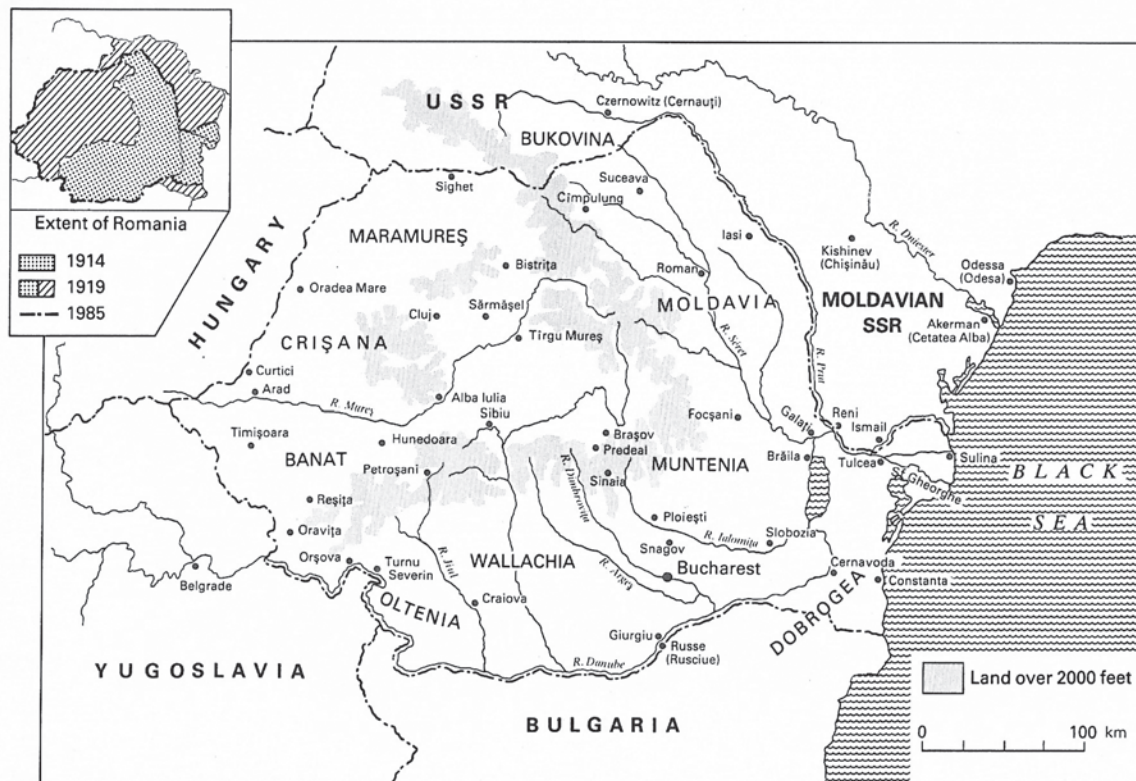 Extent of Romania
1914
1919
1985
USSR
Czernowitz (Cernauţi)
BUKOVINA
Suceava
Cîmpulung
Sighet
MARAMUREŞ
HUNGARY
Bistriţa
Iasi
Kishinev
(Chişinău)
R. Dniester
Odessa
(Odesa)
Oradea Mare
Roman
MOLDAVIA
MOLDAVIAN
SSR
Akerman
(Cetatea Alba)
Cluj
Sărmăşel
Tîrgu Mureş
CRIŞANA
R. Séret
R. Prut
Curtici
Arad
R. Mureş
Alba Iulia
Sibiu
Focşani
Galaţi
Reni
Ismail
Timişoara
Hunedoara
BANAT
Petroşani
Braşov
Predeal
Sinaia
MUNTENIA
Brăila
Tulcea
Sulina
St Gheorghe
BLACK
SEA
Reşiţa
R. Dimbroviţa
Ploieşti
R. Ialomiţa
Slobozia
Oraviţa
Snagov
Orşova
Turnu
Severin
R. Jiul
WALLACHIA
R. Argeş
Bucharest
Cernavoda
Constanta
Belgrade
OLTENIA
Craiova
DOBROGEA
Giurgiu
Russe
(Rusciue)
R. Danube
YUGOSLAVIA
BULGARIA
Land over 2000 feet
0 100 km